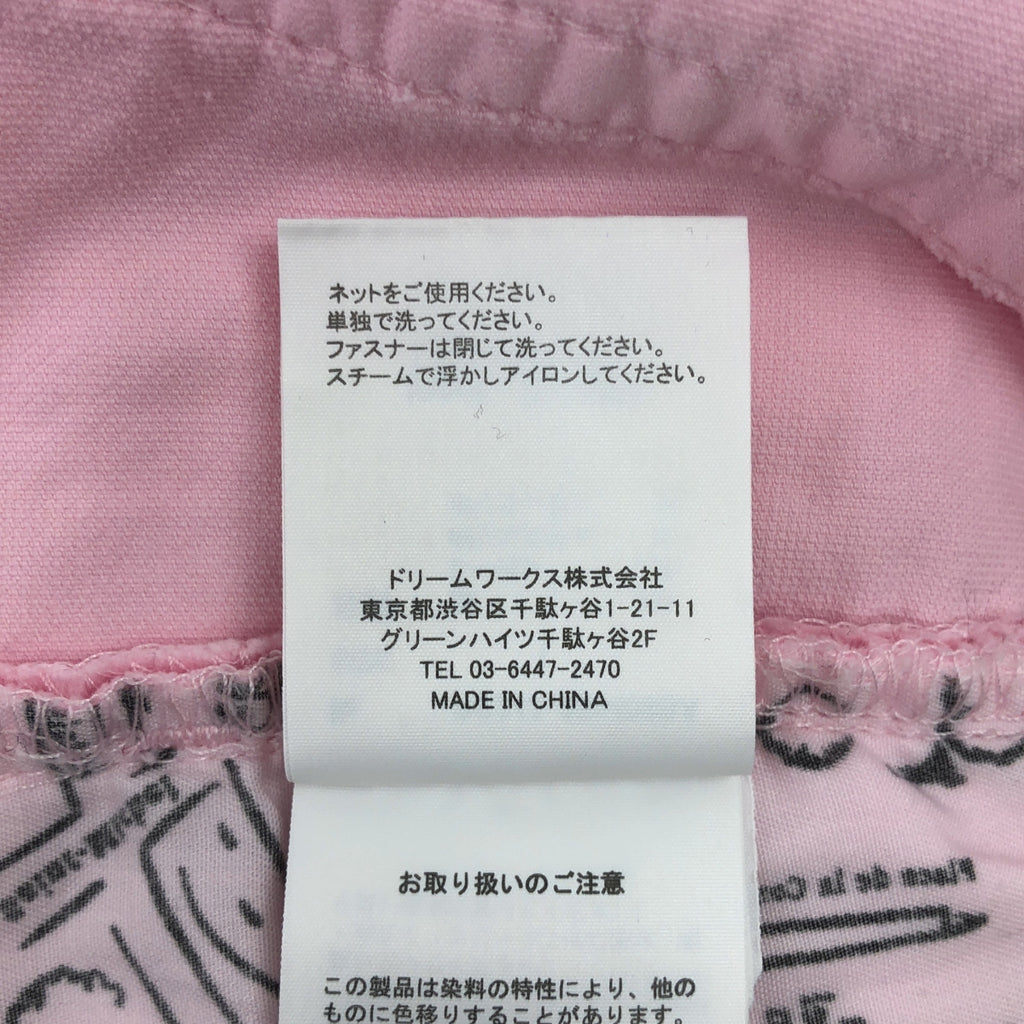 ネットをご使用ください。
単独で洗ってください。
ファスナーは閉じて洗ってください。
スチームで浮かしアイロンしてください。
ドリームワークス株式会社
東京都渋谷区千駄ヶ谷1-21-11
グリーンハイツ千駄ヶ谷2F
TEL 03-6447-2470
MADE IN CHINA
お取り扱いのご注意
この製品は染料の特性により、他の
ものに色移りすることがあります。
Place de la